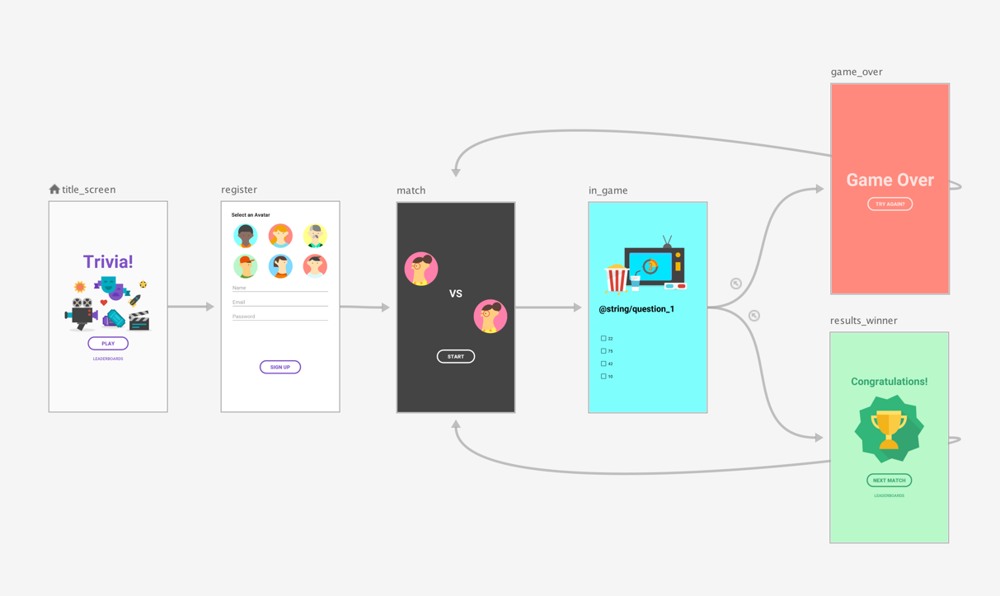 title_screen
Trivia!
PLAY
LEADERBOARDS
register
Select an Avatar
Name
Email
Password
SIGN UP
match
VS
START
in_game
@string/question_1
22
75
42
10
game_over
Game Over
TRY AGAIN?
results_winner
Congratulations!
NEXT MATCH
LEADERBOARDS